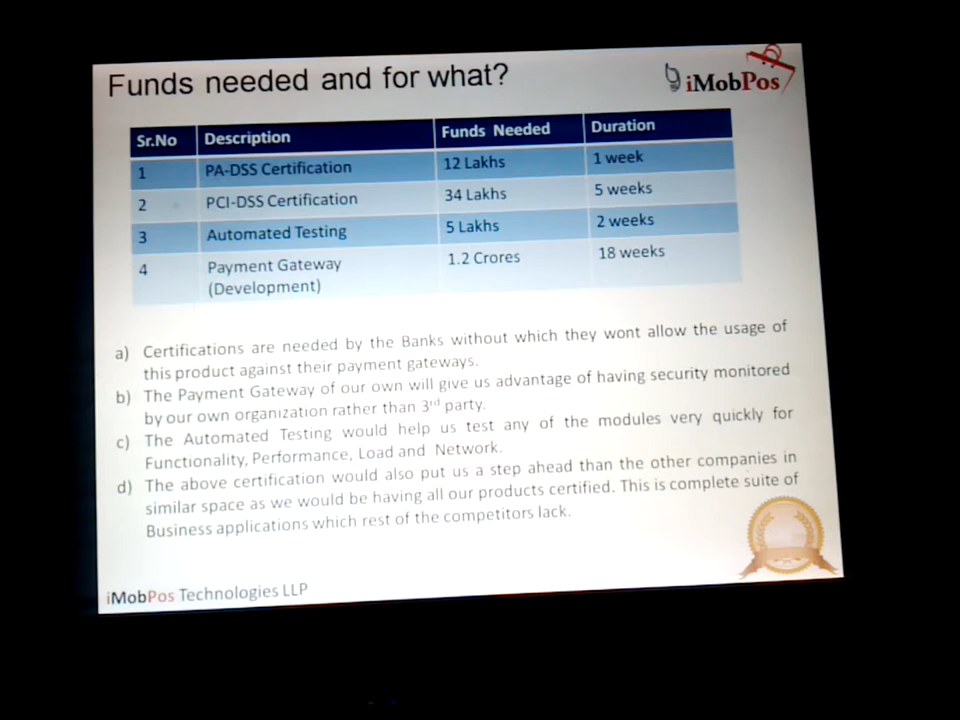 Funds needed and for what?
iMobPos
Sr.No Description Funds Needed Duration
1 PA-DSS Certification 12 Lakhs 1 week
2 PCI-DSS Certification 34 Lakhs 5 weeks
3 Automated Testing 5 Lakhs 2 weeks
4 Payment Gateway 1.2 Crores 18 weeks
(Development)
a) Certifications are needed by the Banks without which they wont allow the usage of
this product against their payment gateways.
b) The Payment Gateway of our own will give us advantage of having security monitored
by our own organization rather than 3rd party.
c) The Automated Testing would help us test any of the modules very quickly for
Functionality, Performance, Load and Network.
d) The above certification would also put us a step ahead than the other companies in
similar space as we would be having all our products certified. This is complete suite of
Business applications which rest of the competitors lack.
iMobPos Technologies LLP